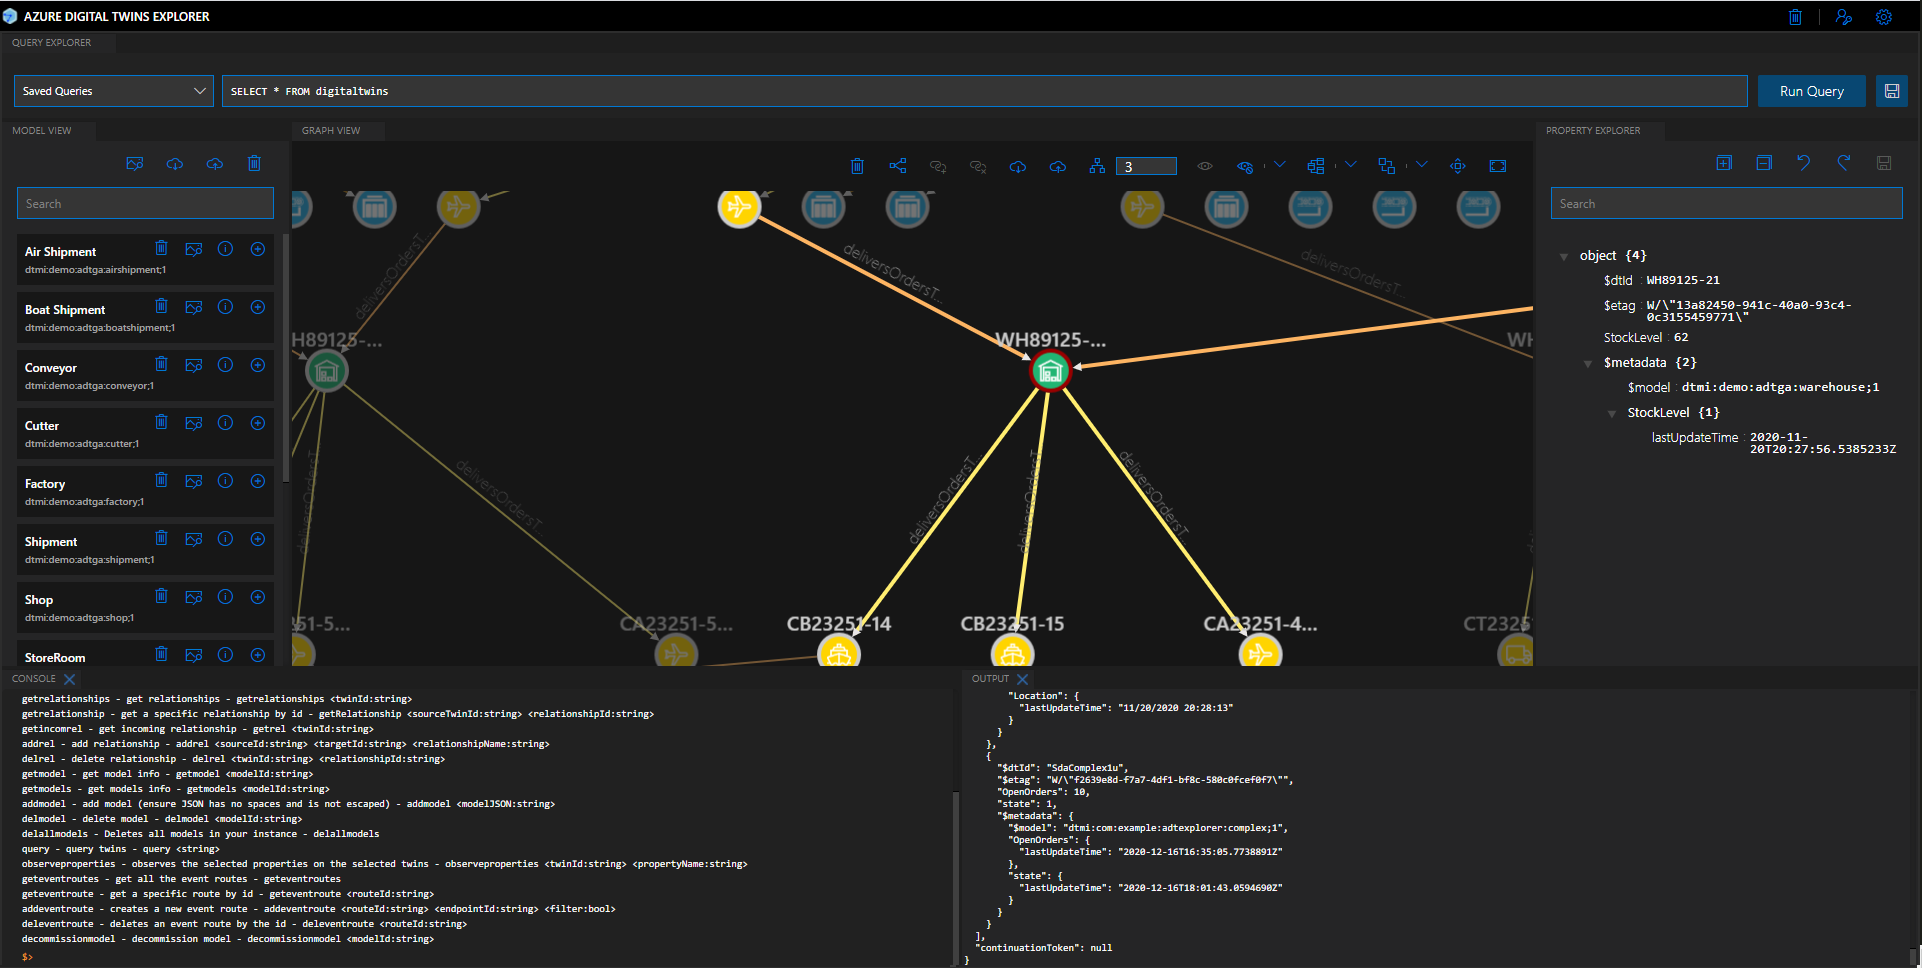 AZURE DIGITAL TWINS EXPLORER
QUERY EXPLORER
Saved Queries
SELECT * FROM digitaltwins
Run Query
MODEL VIEW
Search
Air Shipment
dtmi:demo:adtga:airshipment;1
Boat Shipment
dtmi:demo:adtga:boatshipment;1
Conveyor
dtmi:demo:adtga:conveyor;1
Cutter
dtmi:demo:adtga:cutter;1
Factory
dtmi:demo:adtga:factory;1
Shipment
dtmi:demo:adtga:shipment;1
Shop
dtmi:demo:adtga:shop;1
StoreRoom
GRAPH VIEW
3
deliversOrdersT...
deliversOrdersT...
deliversOrdersT...
H89125-...
WH89125-...
WH
deliversOrdersT...
deliversOrdersT...
deliversOrdersT...
deliversOrdersT...
deliversOrdersT...
251-5...
CA23251-5...
CB23251-14
CB23251-15
CA23251-4...
CT2325
PROPERTY EXPLORER
Search
object {4}
$dtId : WH89125-21
$etag : W/\"13a82450-941c-40a0-93c4-
0c3155459771\"
StockLevel : 62
$metadata {2}
$model : dtmi:demo:adtga:warehouse;1
StockLevel {1}
lastUpdateTime : 2020-11-
20T20:27:56.5385233Z
CONSOLE
getrelationships - get relationships - getrelationships <twinId:string>
getrelationship - get a specific relationship by id - getRelationship <sourceTwinId:string> <relationshipId:string>
getincomrel - get incoming relationship - getrel <twinId:string>
addrel - add relationship - addrel <sourceId:string> <targetId:string> <relationshipName:string>
delrel - delete relationship - delrel <twinId:string> <relationshipId:string>
getmodel - get model info - getmodel <modelId:string>
getmodels - get models info - getmodels <modelId:string>
addmodel - add model (ensure JSON has no spaces and is not escaped) - addmodel <modelJSON:string>
delmodel - delete model - delmodel <modelId:string>
delallmodels - Deletes all models in your instance - delallmodels
query - query twins - query <string>
observeproperties - observes the selected properties on the selected twins - observeproperties <twinId:string> <propertyName:string>
geteventroutes - get all the event routes - geteventroutes
geteventroute - get a specific route by id - geteventroute <routeId:string>
addeventroute - creates a new event route - addeventroute <routeId:string> <endpointId:string> <filter:bool>
deleventroute - deletes an event route by the id - deleventroute <routeId:string>
decommissionmodel - decommission model - decommissionmodel <modelId:string>
$>
OUTPUT
"Location": {
"lastUpdateTime": "11/20/2020 20:28:13"
}
}
},
{
"$dtId": "SdaComplex1u",
"$etag": "W/\"f2639e8d-f7a7-4df1-bf8c-580c0fcef0f7\"",
"OpenOrders": 10,
"state": 1,
"$metadata": {
"$model": "dtmi:com:example:adtexplorer:complex;1",
"OpenOrders": {
"lastUpdateTime": "2020-12-16T16:35:05.7738891Z"
},
"state": {
"lastUpdateTime": "2020-12-16T18:01:43.0594690Z"
}
}
}
],
"continuationToken": null
}